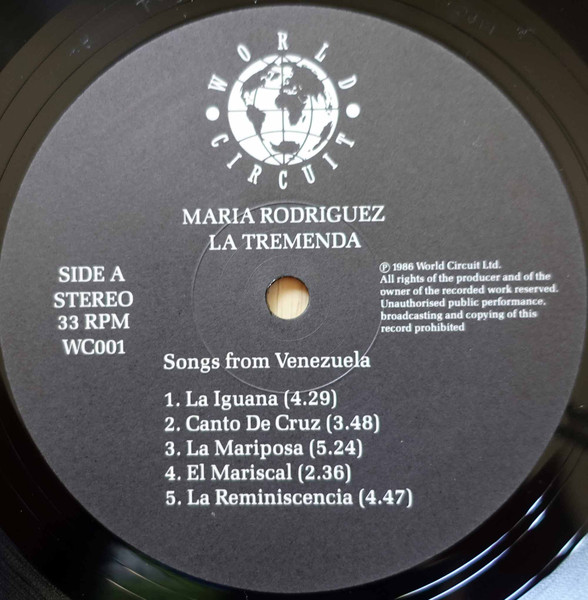 WORLD
CIRCUIT
MARIA RODRIGUEZ
LA TREMENDA
SIDE A
STEREO
33 RPM
WC001
℗ 1986 World Circuit Ltd.
All rights of the producer and of the
owner of the recorded work reserved.
Unauthorised public performance,
broadcasting and copying of this
record prohibited
Songs from Venezuela
1. La Iguana (4.29)
2. Canto De Cruz (3.48)
3. La Mariposa (5.24)
4. El Mariscal (2.36)
5. La Reminiscencia (4.47)